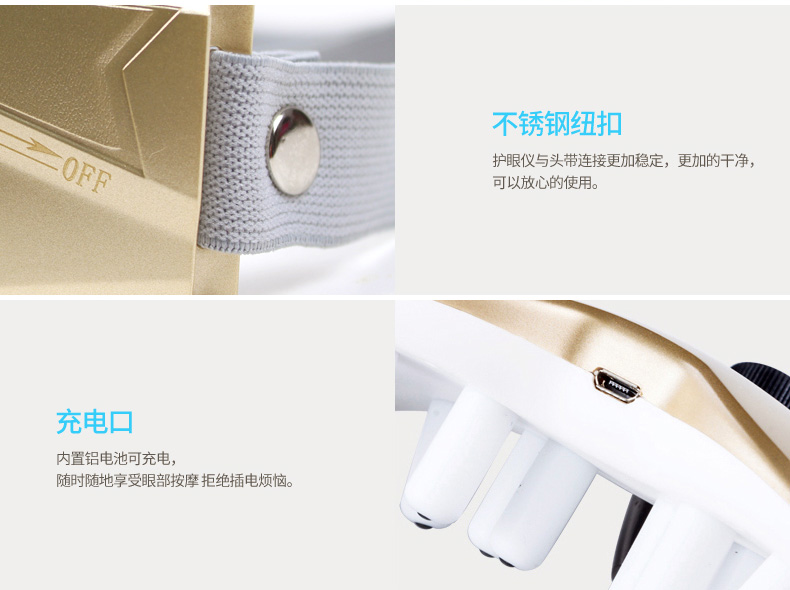 OFF
不锈钢纽扣
护眼仪与头带连接更加稳定，更加的干净，
可以放心的使用。
充电口
内置铝电池可充电，
随时随地享受眼部按摩 拒绝插电烦恼。